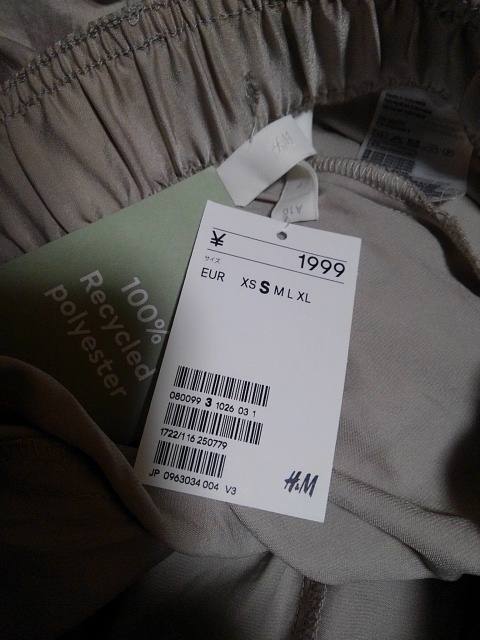 H&M
¥ 1999
サイズ
EUR XS S M L XL
100%
Recycled
polyester
080099 3 1026 03 1
1722/116 250779
JP 0963034 004 V3
H&M